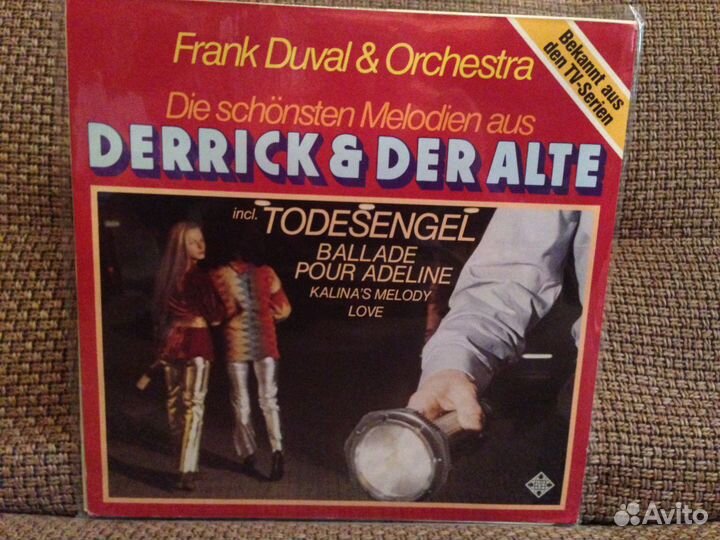 Frank Duval & Orchestra
Bekannt aus
den TV-Serien
Die schönsten Melodien aus
DERRICK & DER ALTE
incl. TODESENGEL
BALLADE
POUR ADELINE
KALINA'S MELODY
LOVE
Avito